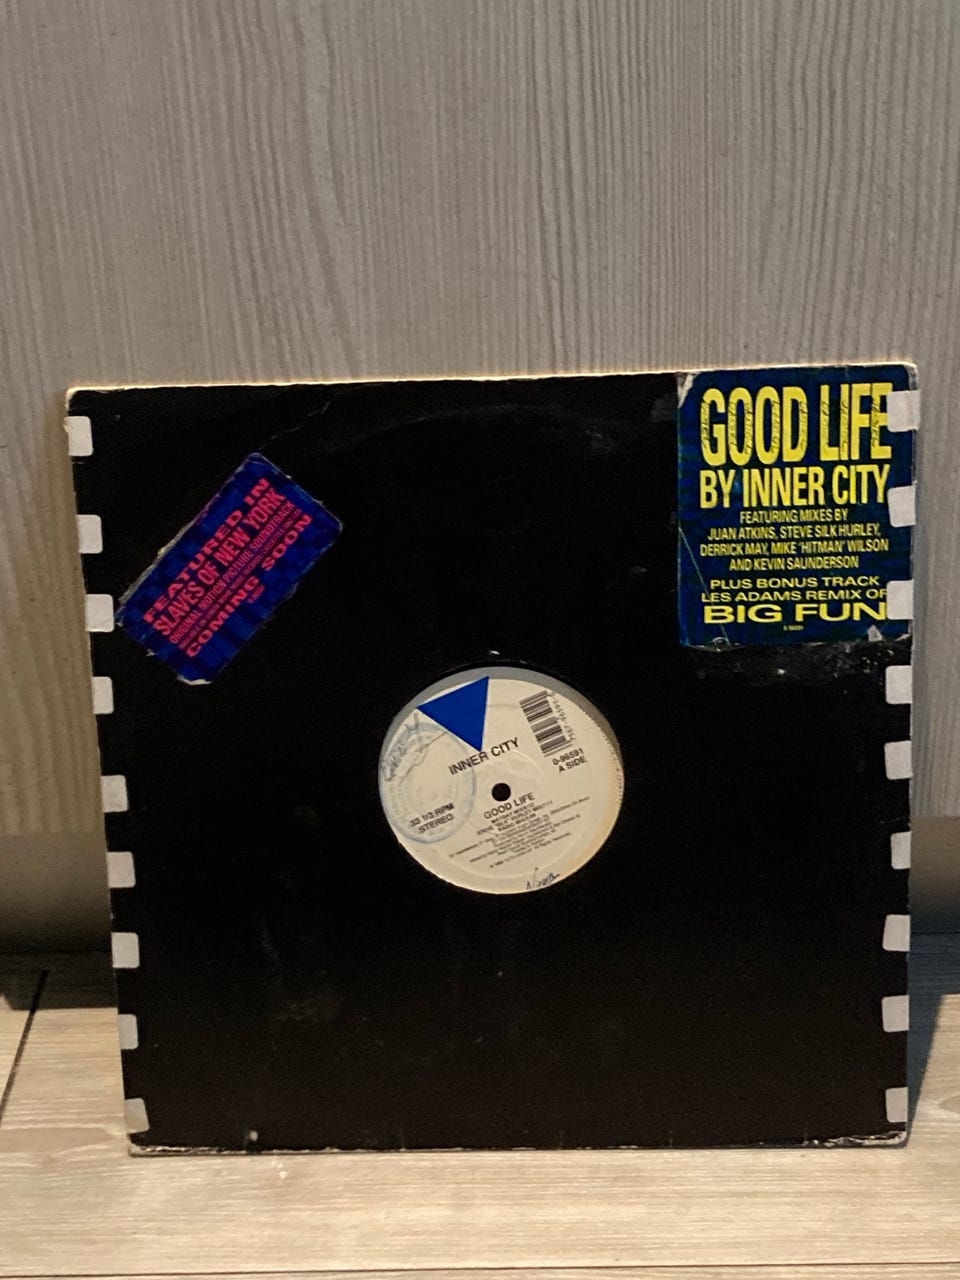 GOOD LIFE
BY INNER CITY
FEATURING MIXES BY
JUAN ATKINS, STEVE SILK HURLEY,
DERRICK MAY, MIKE 'HITMAN' WILSON
AND KEVIN SAUNDERSON
PLUS BONUS TRACK
LES ADAMS REMIX OF
BIG FUN
FEATURED IN
SLAVES OF NEW YORK
ORIGINAL MOTION PICTURE SOUNDTRACK
COMING SOON
INNER CITY
0-96591
A SIDE
33 1/3 RPM
STEREO
GOOD LIFE
Virgin